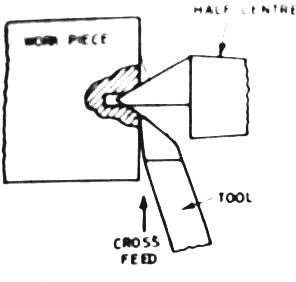 HALF CENTRE
WORK PIECE
TOOL
CROSS
FEED